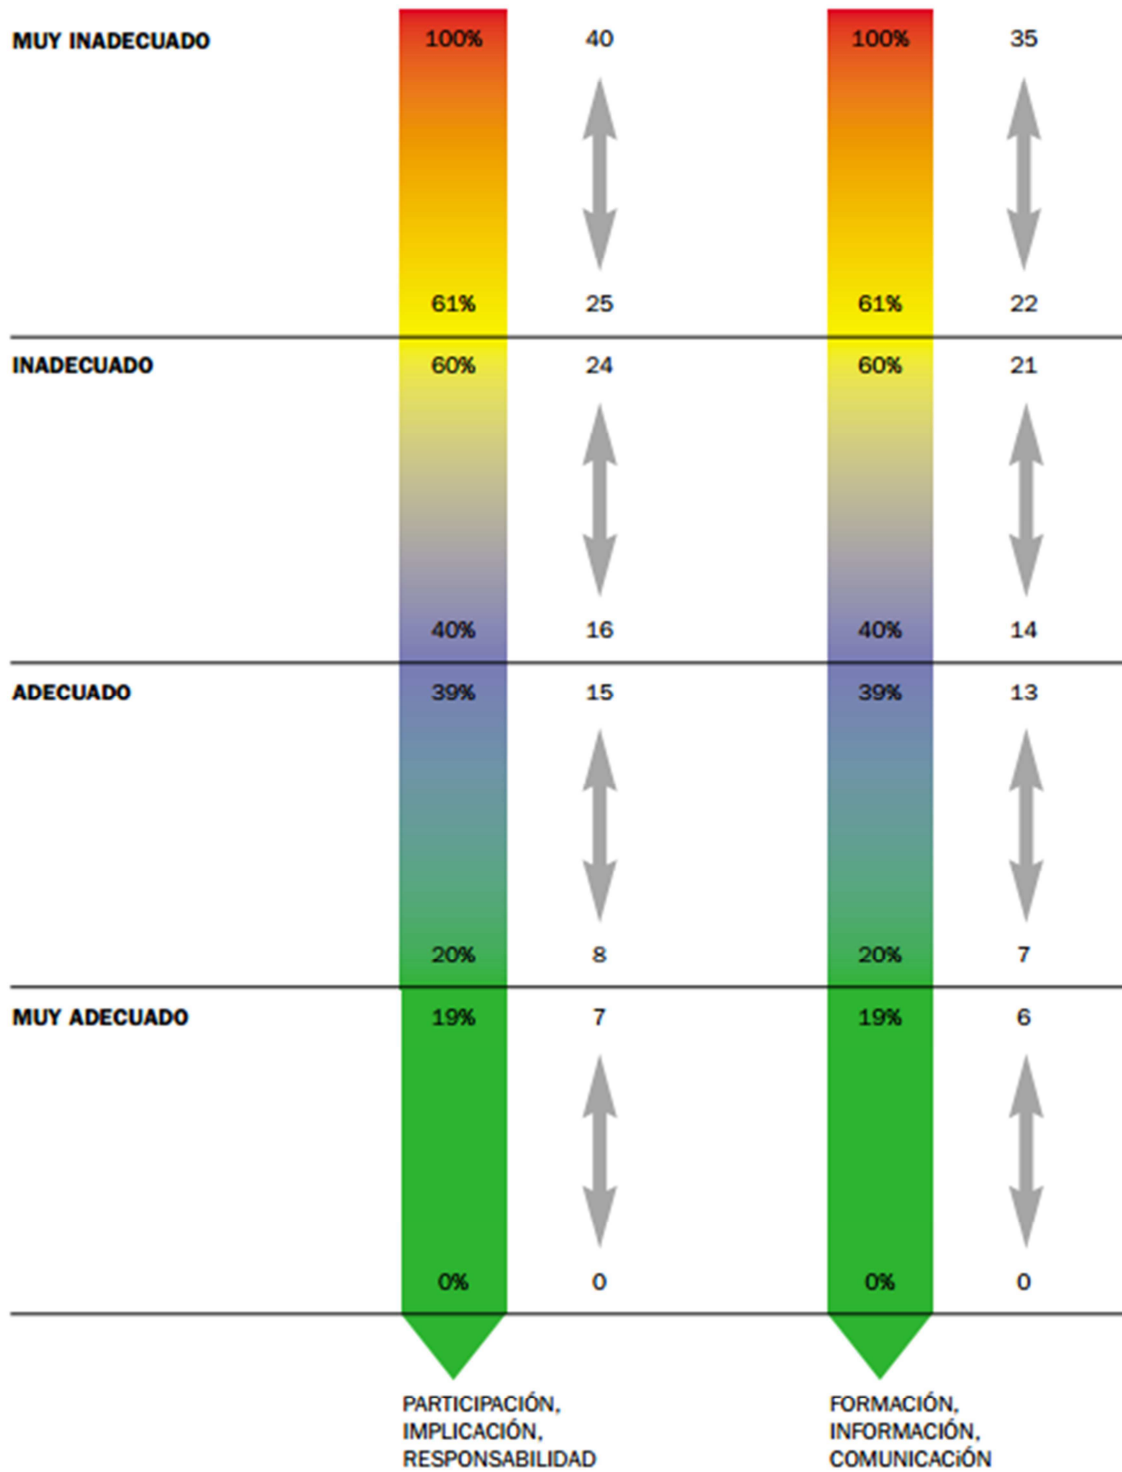 MUY INADECUADO 100% 40 100% 35
61% 25 61% 22
INADECUADO 60% 24 60% 21
40% 16 40% 14
ADECUADO 39% 15 39% 13
20% 8 20% 7
MUY ADECUADO 19% 7 19% 6
0% 0 0% 0
PARTICIPACIÓN,
IMPLICACIÓN,
RESPONSABILIDAD
FORMACIÓN,
INFORMACIÓN,
COMUNICACiÓN